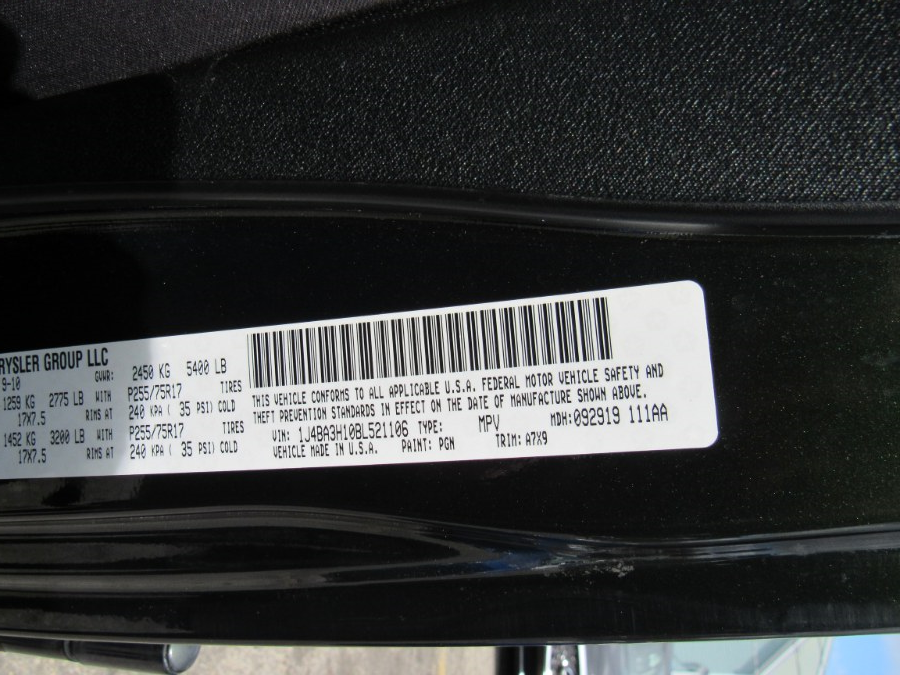 RYSLER GROUP LLC
9-10 GVWR: 2450 KG 5400 LB
1259 KG 2775 LB WITH P255/75R17 TIRES
17X7.5 RIMS AT 240 KPA ( 35 PSI) COLD
1452 KG 3200 LB WITH P255/75R17 TIRES
17X7.5 RIMS AT 240 KPA ( 35 PSI) COLD
THIS VEHICLE CONFORMS TO ALL APPLICABLE U.S.A. FEDERAL MOTOR VEHICLE SAFETY AND
THEFT PREVENTION STANDARDS IN EFFECT ON THE DATE OF MANUFACTURE SHOWN ABOVE.
VIN: 1J4BA3H10BL521106 TYPE: MPV MDH: 092919 111AA
VEHICLE MADE IN U.S.A. PAINT: PGN TRIM: A7X9